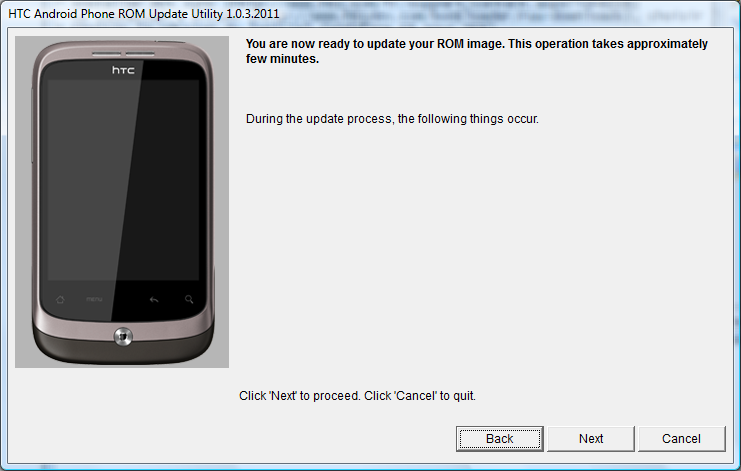 HTC Android Phone ROM Update Utility 1.0.3.2011
hTC
MENU
You are now ready to update your ROM image. This operation takes approximately
few minutes.
During the update process, the following things occur.
Click 'Next' to proceed. Click 'Cancel' to quit.
Back
Next
Cancel